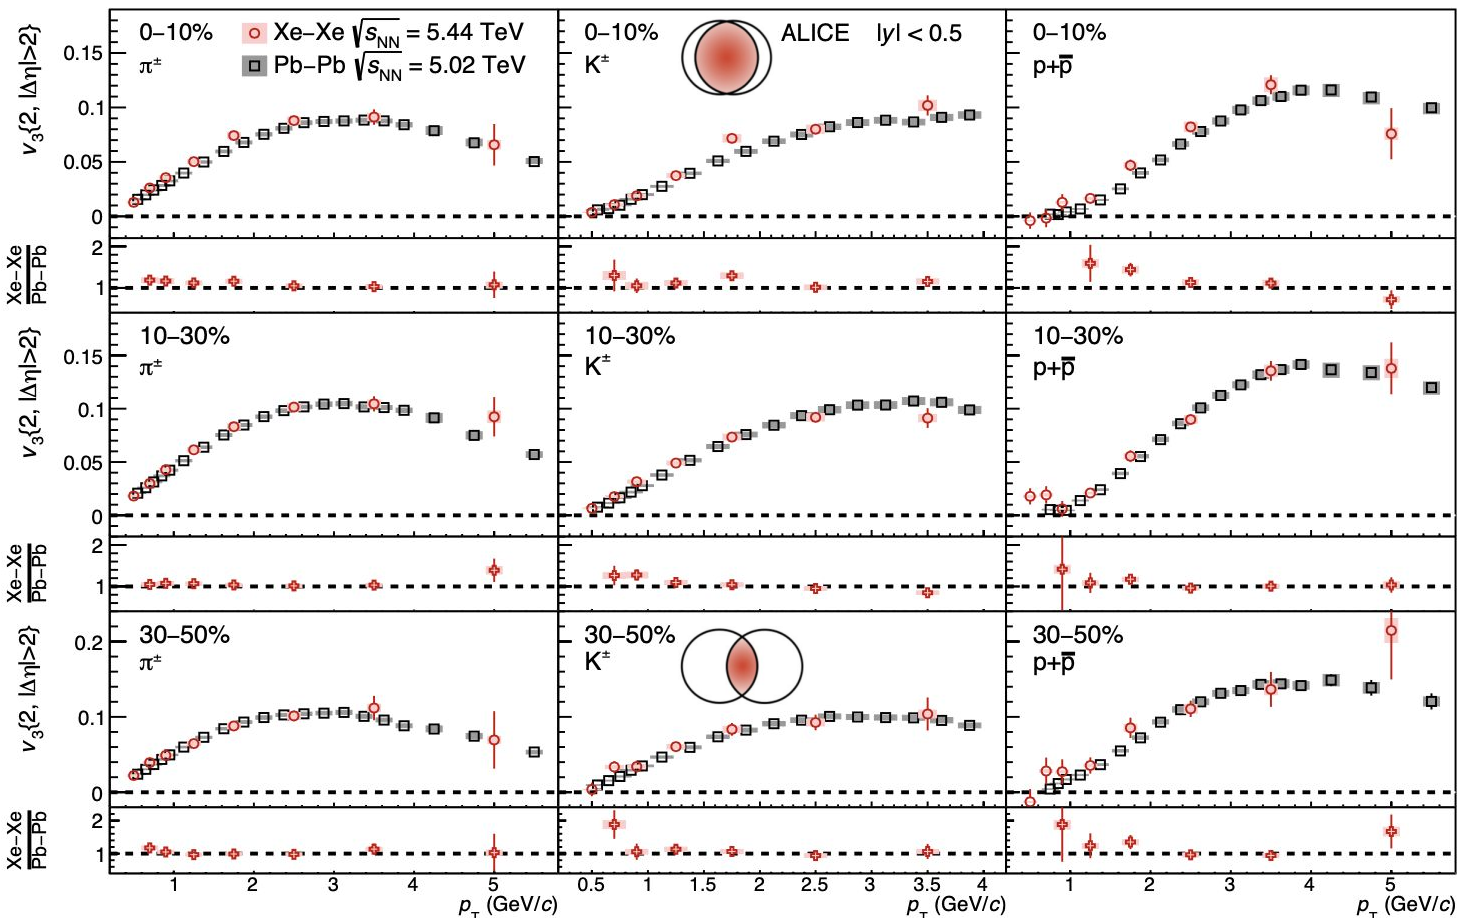 0–10%
π±
Xe–Xe √sNN = 5.44 TeV
Pb–Pb √sNN = 5.02 TeV
0–10%
K±
ALICE |y| < 0.5
0–10%
p+p̅
v3{2, |Δη|>2}
0.15
0.1
0.05
0
Xe–Xe
Pb–Pb
2
1
10–30%
π±
10–30%
K±
10–30%
p+p̅
v3{2, |Δη|>2}
0.15
0.1
0.05
0
Xe–Xe
Pb–Pb
2
1
30–50%
π±
30–50%
K±
30–50%
p+p̅
v3{2, |Δη|>2}
0.2
0.1
0
Xe–Xe
Pb–Pb
2
1
1 2 3 4 5
0.5 1 1.5 2 2.5 3 3.5 4
1 2 3 4 5
pT (GeV/c)
pT (GeV/c)
pT (GeV/c)